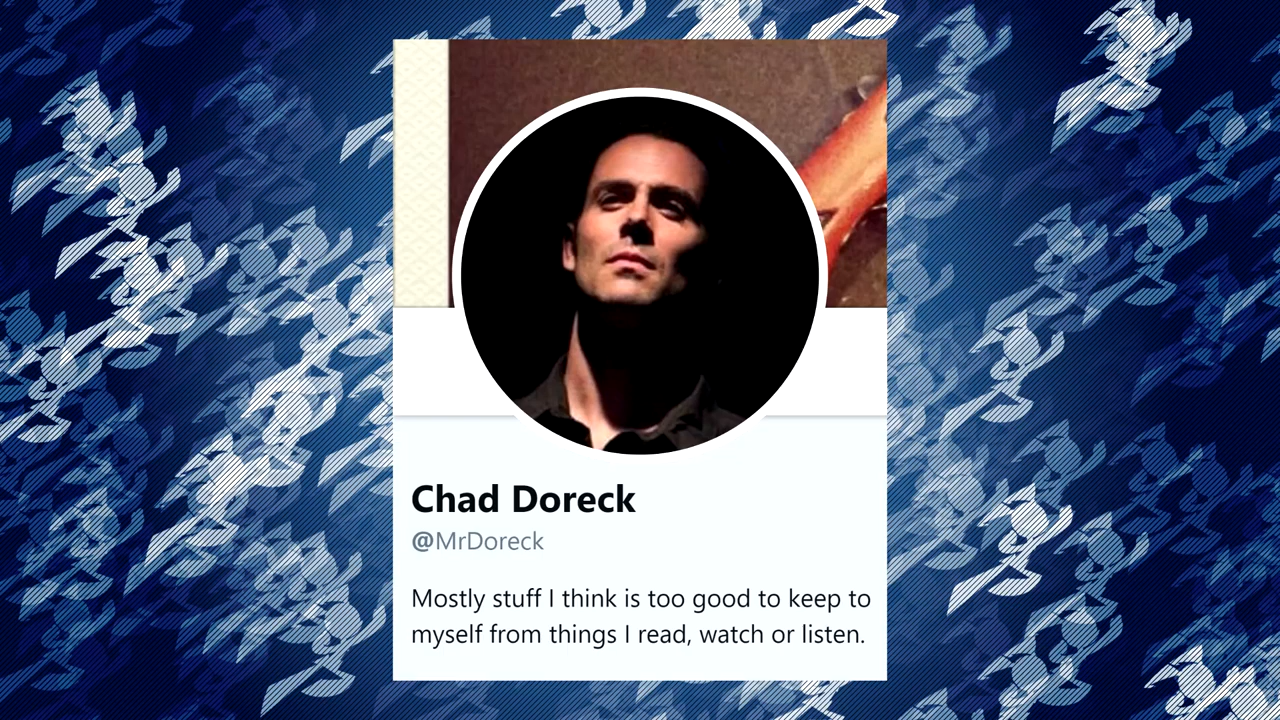 Chad Doreck
@MrDoreck
Mostly stuff I think is too good to keep to
myself from things I read, watch or listen.